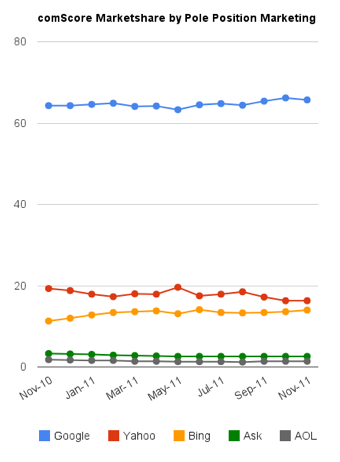 comScore Marketshare by Pole Position Marketing
80
60
40
20
0
Nov-10 Jan-11 Mar-11 May-11 Jul-11 Sep-11 Nov-11
Google Yahoo Bing Ask AOL